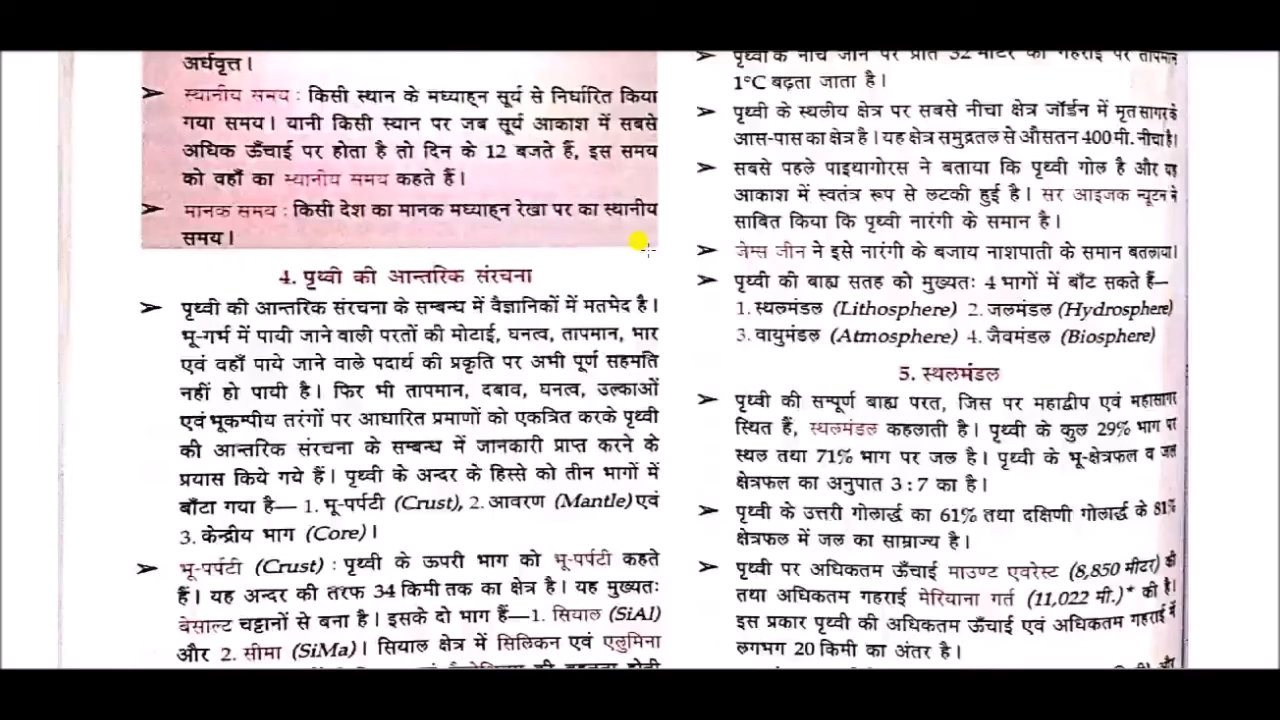 अर्धवृत्त।
➤ स्थानीय समय : किसी स्थान के मध्याह्न सूर्य से निर्धारित किया
गया समय। यानी किसी स्थान पर जब सूर्य आकाश में सबसे
अधिक ऊँचाई पर होता है तो दिन के 12 बजते हैं, इस समय
को वहाँ का स्थानीय समय कहते हैं।
➤ मानक समय : किसी देश का मानक मध्याह्न रेखा पर का स्थानीय
समय।
4. पृथ्वी की आन्तरिक संरचना
➤ पृथ्वी की आन्तरिक संरचना के सम्बन्ध में वैज्ञानिकों में मतभेद है।
भू-गर्भ में पायी जाने वाली परतों की मोटाई, घनत्व, तापमान, भार
एवं वहाँ पाये जाने वाले पदार्थ की प्रकृति पर अभी पूर्ण सहमति
नहीं हो पायी है। फिर भी तापमान, दबाव, घनत्व, उल्काओं
एवं भूकम्पीय तरंगों पर आधारित प्रमाणों को एकत्रित करके पृथ्वी
की आन्तरिक संरचना के सम्बन्ध में जानकारी प्राप्त करने के
प्रयास किये गये हैं। पृथ्वी के अन्दर के हिस्से को तीन भागों में
बाँटा गया है— 1. भू-पर्पटी (Crust), 2. आवरण (Mantle) एवं
3. केन्द्रीय भाग (Core)।
➤ भू-पर्पटी (Crust) : पृथ्वी के ऊपरी भाग को भू-पर्पटी कहते
हैं। यह अन्दर की तरफ 34 किमी तक का क्षेत्र है। यह मुख्यतः
बेसाल्ट चट्टानों से बना है। इसके दो भाग हैं—1. सियाल (SiAl)
और 2. सीमा (SiMa)। सियाल क्षेत्र में सिलिकन एवं एलुमिना
➤ पृथ्वी के नीचे जाने पर प्रति 32 मीटर की गहराई पर तापमान
1°C बढ़ता जाता है।
➤ पृथ्वी के स्थलीय क्षेत्र पर सबसे नीचा क्षेत्र जॉर्डन में मृत सागर के
आस-पास का क्षेत्र है। यह क्षेत्र समुद्रतल से औसतन 400 मी. नीचा है।
➤ सबसे पहले पाइथागोरस ने बताया कि पृथ्वी गोल है और यह
आकाश में स्वतंत्र रूप से लटकी हुई है। सर आइजक न्यूटन ने
साबित किया कि पृथ्वी नारंगी के समान है।
➤ जेम्स जीन ने इसे नारंगी के बजाय नाशपाती के समान बतलाया।
➤ पृथ्वी की बाह्य सतह को मुख्यतः 4 भागों में बाँट सकते हैं—
1. स्थलमंडल (Lithosphere) 2. जलमंडल (Hydrosphere)
3. वायुमंडल (Atmosphere) 4. जैवमंडल (Biosphere)
5. स्थलमंडल
➤ पृथ्वी की सम्पूर्ण बाह्य परत, जिस पर महाद्वीप एवं महासागर
स्थित हैं, स्थलमंडल कहलाती है। पृथ्वी के कुल 29% भाग पर
स्थल तथा 71% भाग पर जल है। पृथ्वी के भू-क्षेत्रफल व जल
क्षेत्रफल का अनुपात 3 : 7 का है।
➤ पृथ्वी के उत्तरी गोलार्द्ध का 61% तथा दक्षिणी गोलार्द्ध के 81%
क्षेत्रफल में जल का साम्राज्य है।
➤ पृथ्वी पर अधिकतम ऊँचाई माउण्ट एवरेस्ट (8,850 मीटर) की
तथा अधिकतम गहराई मेरियाना गर्त (11,022 मी.)* की है।
इस प्रकार पृथ्वी की अधिकतम ऊँचाई एवं अधिकतम गहराई में
लगभग 20 किमी का अंतर है।